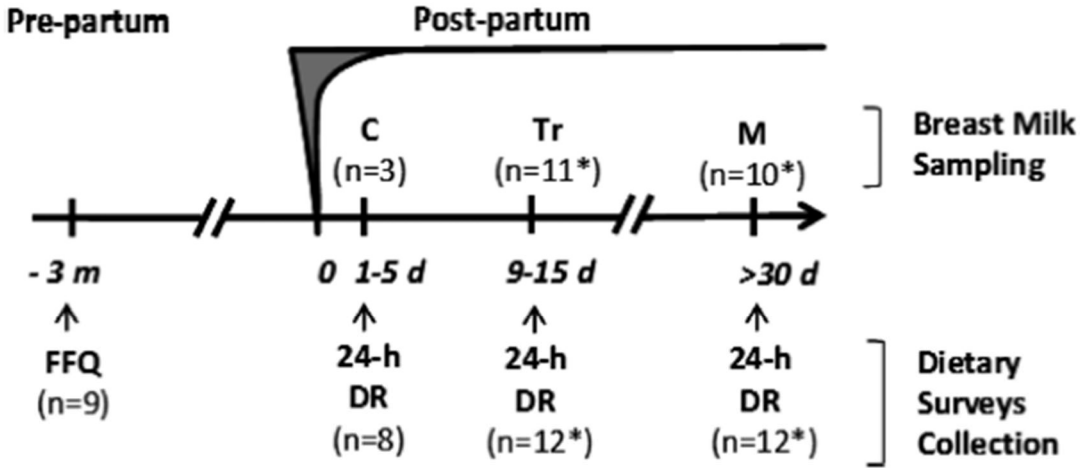 Pre-partum
Post-partum
C
(n=3)
Tr
(n=11*)
M
(n=10*)
Breast Milk
Sampling
- 3 m
0
1-5 d
9-15 d
>30 d
FFQ
(n=9)
24-h
DR
(n=8)
24-h
DR
(n=12*)
24-h
DR
(n=12*)
Dietary
Surveys
Collection